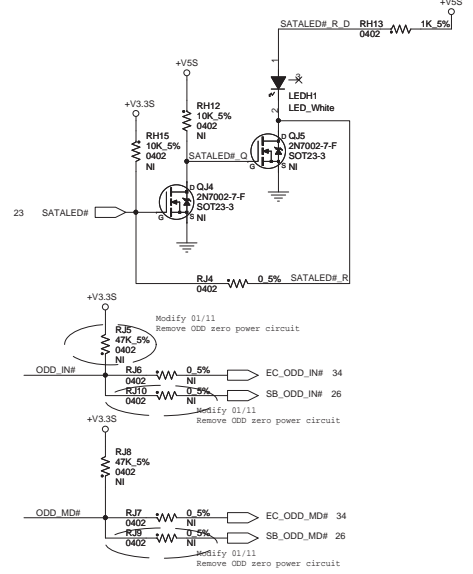 +V5S
SATALED#_R_D RH13 1K_5%
0402
1
+V5S
LEDH1
LED_White
2
+V3.3S
RH12
10K_5%
0402
NI
RH15
10K_5%
0402
NI
SATALED#_Q
D QJ5
2N7002-7-F
SOT23-3
G S NI
D QJ4
2N7002-7-F
SOT23-3
G S NI
23 SATALED#
RJ4 0_5% SATALED#_R
0402
+V3.3S
Modify 01/11
Remove ODD zero power circuit
RJ5
47K_5%
0402
NI
ODD_IN# RJ6 0_5% EC_ODD_IN# 34
0402 NI
RJ10 0_5% SB_ODD_IN# 26
0402 NI
Modify 01/11
Remove ODD zero power circuit
+V3.3S
RJ8
47K_5%
0402
NI
ODD_MD# RJ7 0_5% EC_ODD_MD# 34
0402 NI
RJ9 0_5% SB_ODD_MD# 26
0402 NI
Modify 01/11
Remove ODD zero power circuit